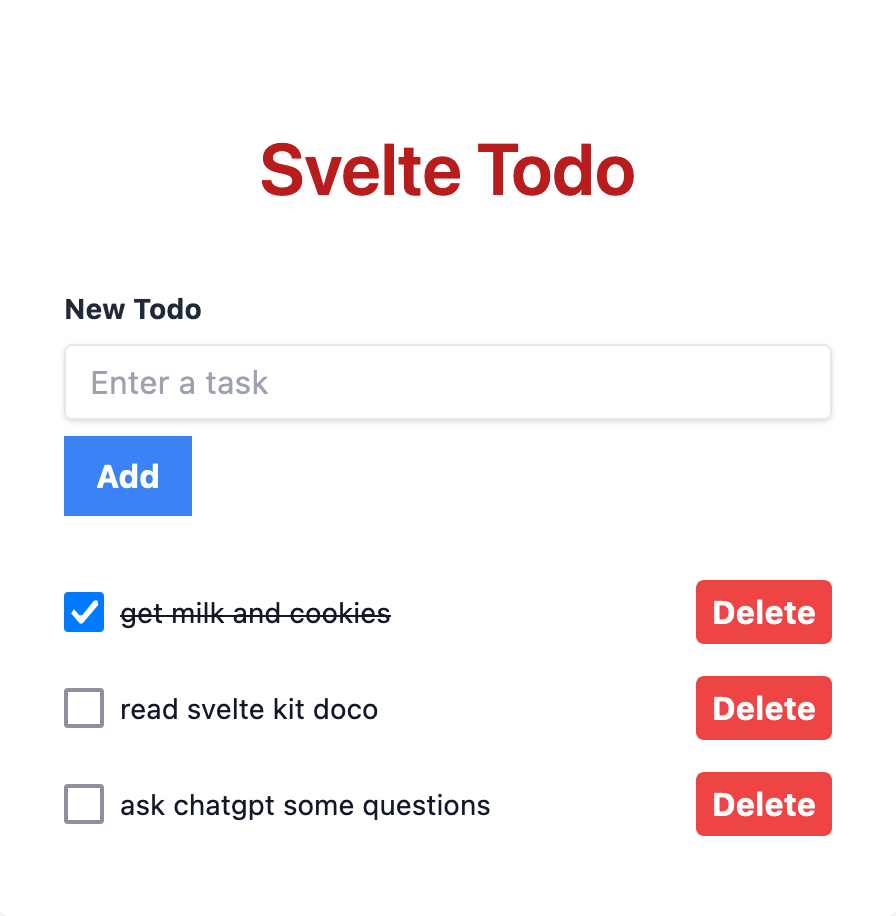 Svelte Todo
New Todo
Enter a task
Add
get milk and cookies
Delete
read svelte kit doco
Delete
ask chatgpt some questions
Delete